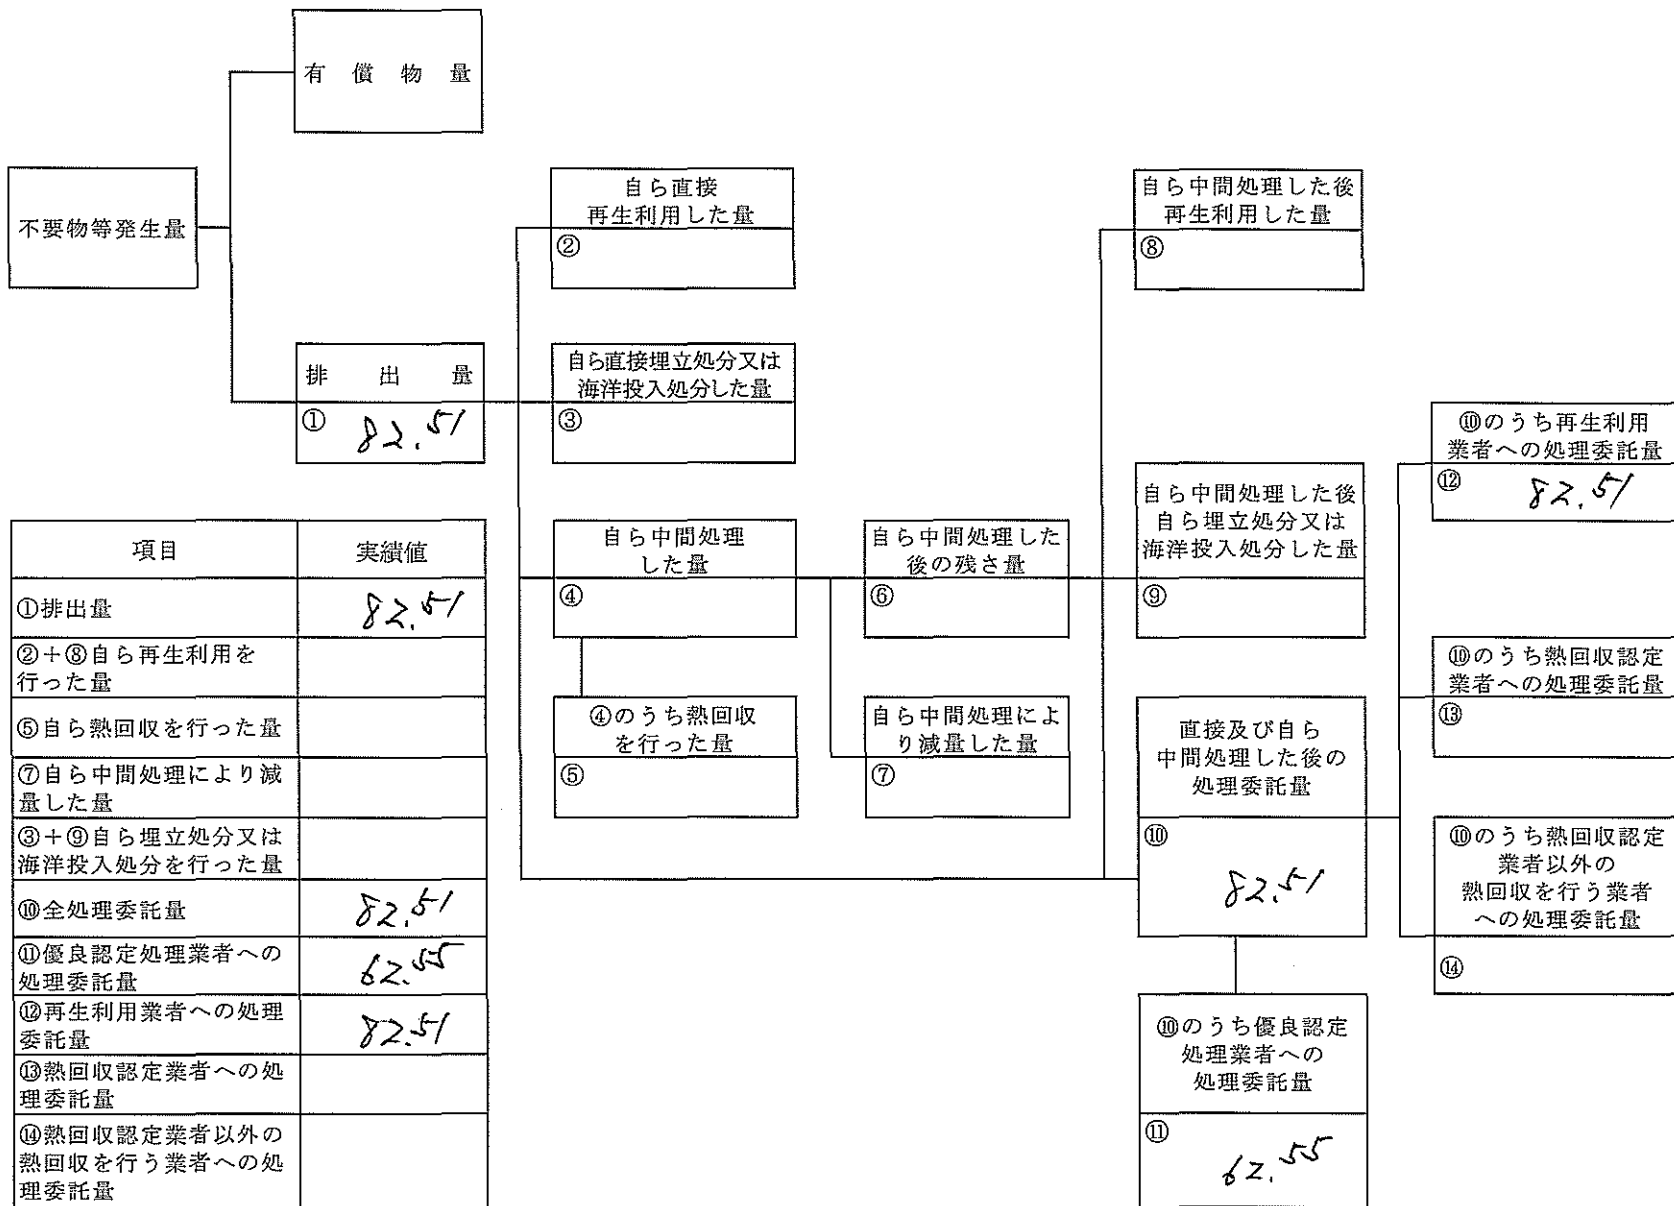 有償物量
不要物等発生量
排出量
① 82.51
自ら直接
再生利用した量
②
自ら直接埋立処分又は
海洋投入処分した量
③
自ら中間処理
した量
④
④のうち熱回収
を行った量
⑤
自ら中間処理した
後の残さ量
⑥
自ら中間処理によ
り減量した量
⑦
自ら中間処理した後
再生利用した量
⑧
自ら中間処理した後
自ら埋立処分又は
海洋投入処分した量
⑨
直接及び自ら
中間処理した後の
処理委託量
⑩
82.51
⑩のうち優良認定
処理業者への
処理委託量
⑪
62.55
⑩のうち再生利用
業者への処理委託量
⑫ 82.51
⑩のうち熱回収認定
業者への処理委託量
⑬
⑩のうち熱回収認定
業者以外の
熱回収を行う業者
への処理委託量
⑭
項目 実績値
①排出量 82.51
②+⑧自ら再生利用を
行った量
⑤自ら熱回収を行った量
⑦自ら中間処理により減
量した量
③+⑨自ら埋立処分又は
海洋投入処分を行った量
⑩全処理委託量 82.51
⑪優良認定処理業者への
処理委託量 62.55
⑫再生利用業者への処理
委託量 82.51
⑬熱回収認定業者への処
理委託量
⑭熱回収認定業者以外の
熱回収を行う業者への処
理委託量